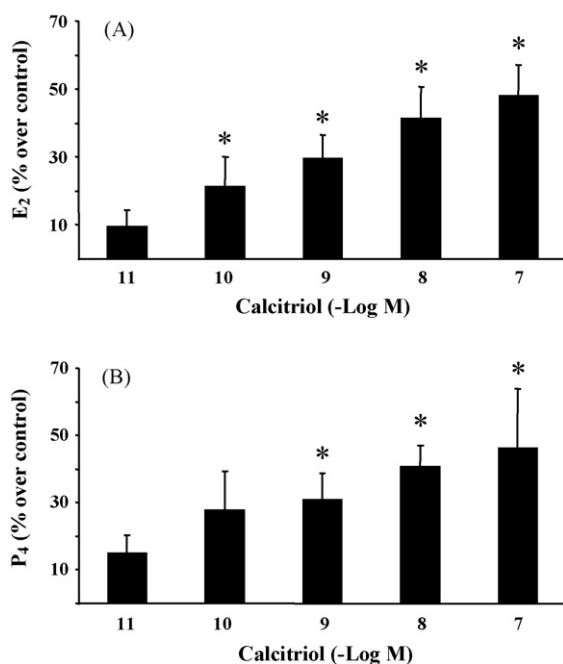 (A)
E₂ (% over control)
70
50
30
10
* * * *
11 10 9 8 7
Calcitriol (-Log M)
(B)
P₄ (% over control)
70
50
30
10
* * *
11 10 9 8 7
Calcitriol (-Log M)